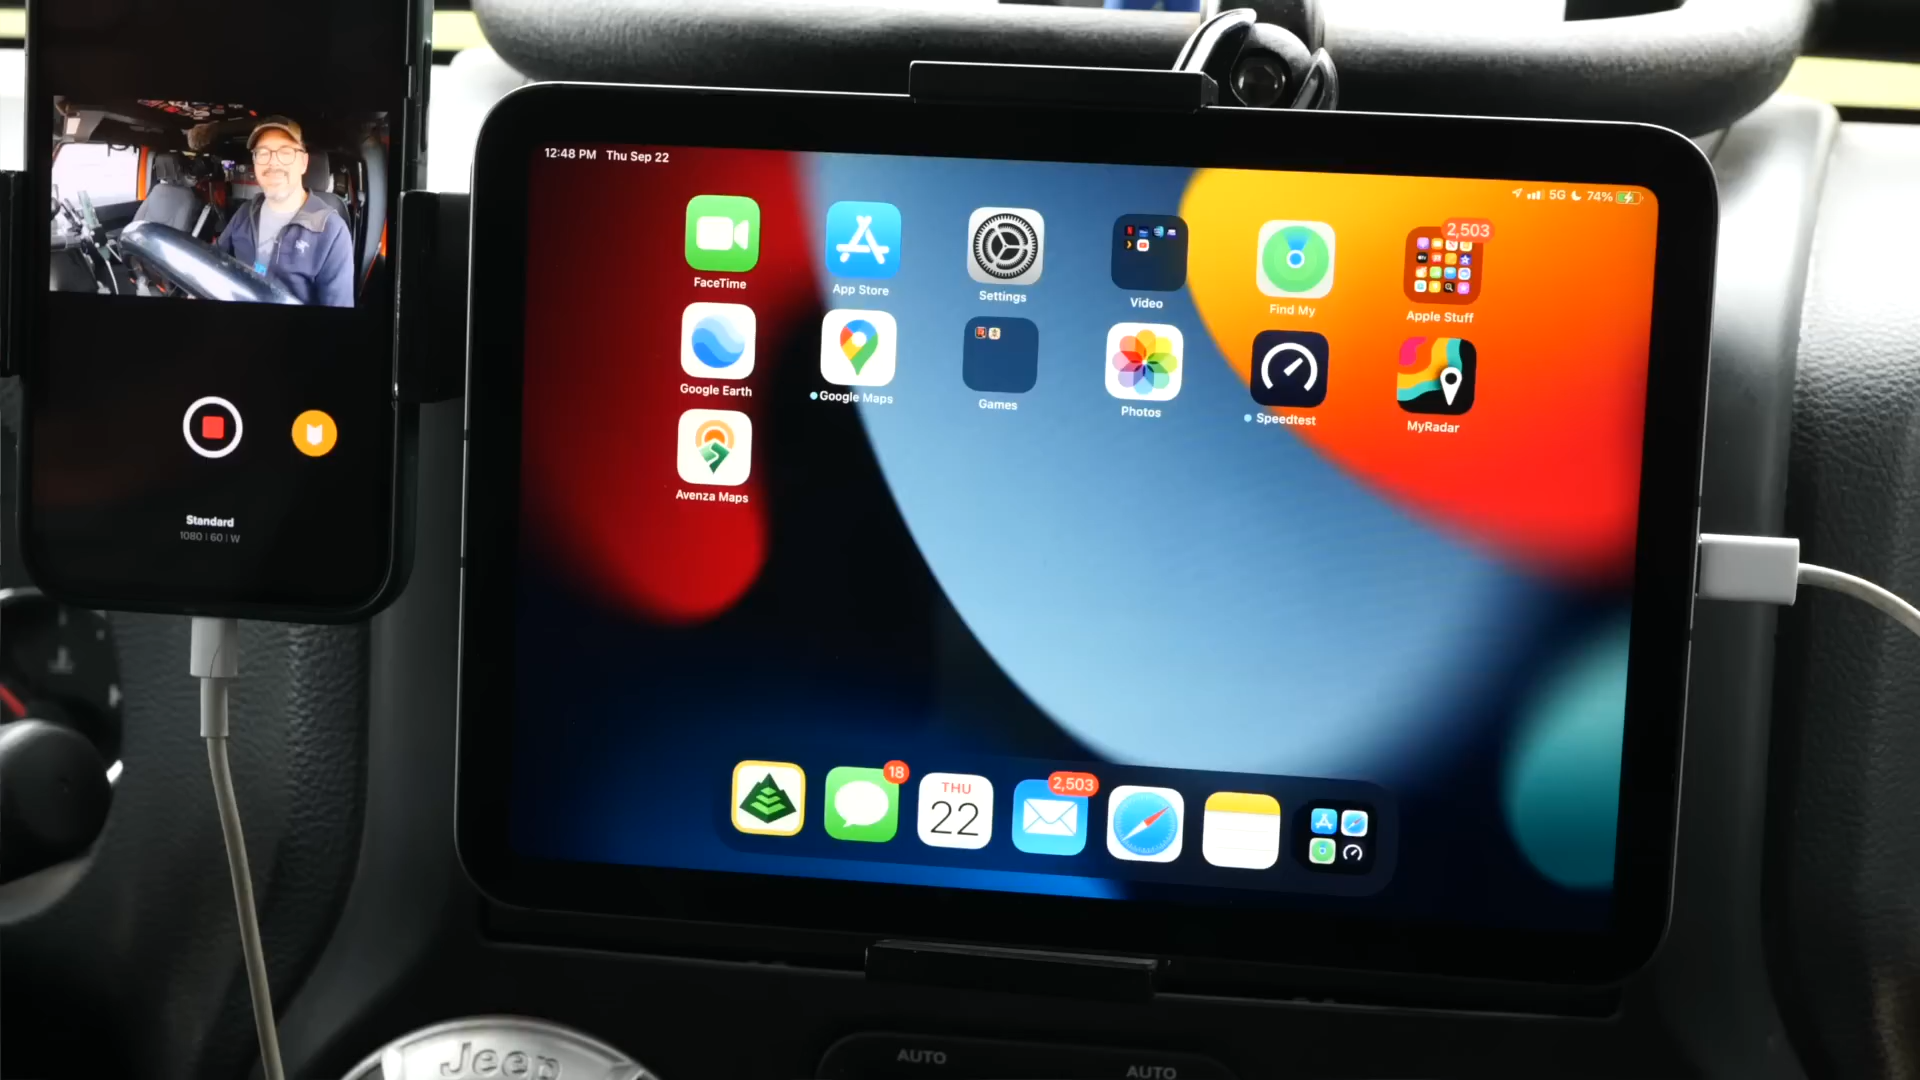 12:48 PM Thu Sep 22
5G 74%
2,503
FaceTime
App Store
Settings
Video
Find My
Apple Stuff
Google Earth
Google Maps
Games
Photos
Speedtest
MyRadar
Avenza Maps
Standard
1080 | 60 | W
18
THU
22
2,503
Jeep
AUTO
AUTO